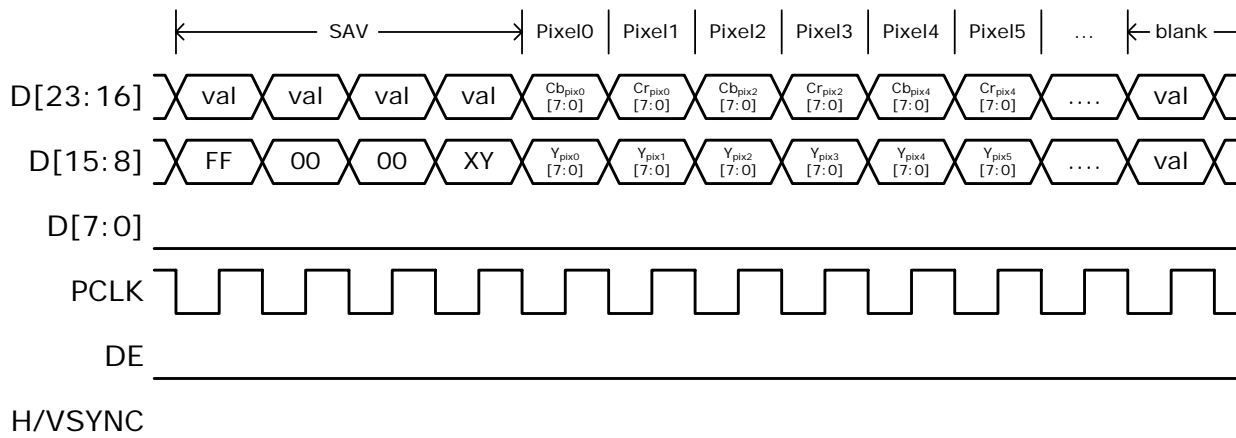 SAV Pixel0 Pixel1 Pixel2 Pixel3 Pixel4 Pixel5 ... blank
D[23:16] val val val val Cbpix0 [7:0] Crpix0 [7:0] Cbpix2 [7:0] Crpix2 [7:0] Cbpix4 [7:0] Crpix4 [7:0] .... val
D[15:8] FF 00 00 XY Ypix0 [7:0] Ypix1 [7:0] Ypix2 [7:0] Ypix3 [7:0] Ypix4 [7:0] Ypix5 [7:0] .... val
D[7:0]
PCLK
DE
H/VSYNC